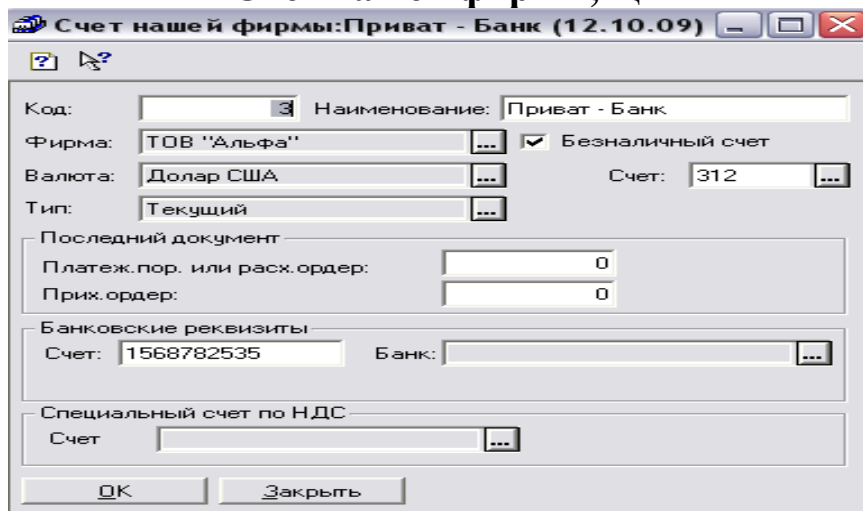 Счет нашей фирмы:Приват - Банк (12.10.09)
Код: 3 Наименование: Приват - Банк
Фирма: ТОВ "Альфа" ... Безналичный счет
Валюта: Долар США ... Счет: 312 ...
Тип: Текущий ...
Последний документ
Платеж.пор. или расх.ордер: 0
Прих.ордер: 0
Банковские реквизиты
Счет: 1568782535 Банк: ...
Специальный счет по НДС
Счет ...
OK Закрыть